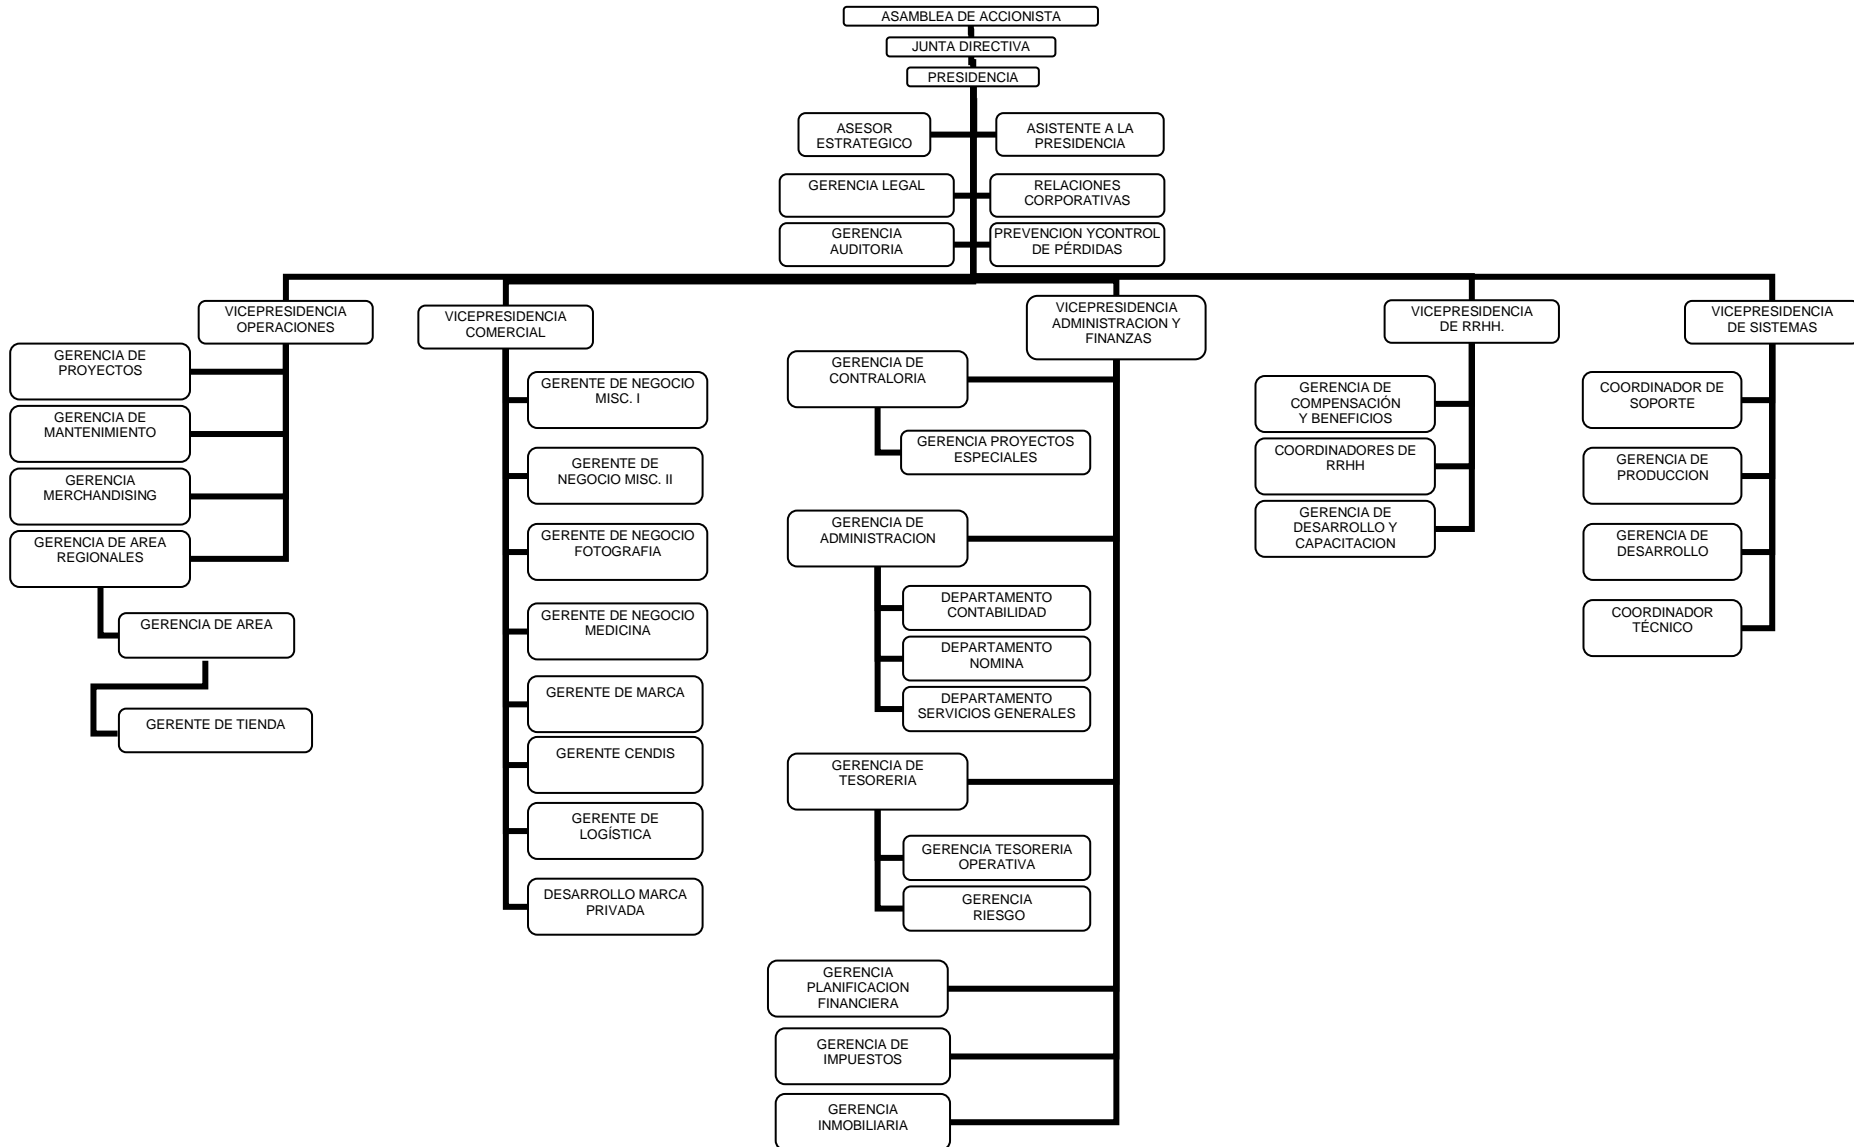 ASAMBLEA DE ACCIONISTA
JUNTA DIRECTIVA
PRESIDENCIA
ASESOR
ESTRATEGICO
ASISTENTE A LA
PRESIDENCIA
GERENCIA LEGAL
RELACIONES
CORPORATIVAS
GERENCIA
AUDITORIA
PREVENCION YCONTROL
DE PÉRDIDAS
VICEPRESIDENCIA
OPERACIONES
GERENCIA DE
PROYECTOS
GERENCIA DE
MANTENIMIENTO
GERENCIA
MERCHANDISING
GERENCIA DE AREA
REGIONALES
GERENCIA DE AREA
GERENTE DE TIENDA
VICEPRESIDENCIA
COMERCIAL
GERENTE DE NEGOCIO
MISC. I
GERENTE DE
NEGOCIO MISC. II
GERENTE DE NEGOCIO
FOTOGRAFIA
GERENTE DE NEGOCIO
MEDICINA
GERENTE DE MARCA
GERENTE CENDIS
GERENTE DE
LOGÍSTICA
DESARROLLO MARCA
PRIVADA
VICEPRESIDENCIA
ADMINISTRACION Y
FINANZAS
GERENCIA DE
CONTRALORIA
GERENCIA PROYECTOS
ESPECIALES
GERENCIA DE
ADMINISTRACION
DEPARTAMENTO
CONTABILIDAD
DEPARTAMENTO
NOMINA
DEPARTAMENTO
SERVICIOS GENERALES
GERENCIA DE
TESORERIA
GERENCIA TESORERIA
OPERATIVA
GERENCIA
RIESGO
GERENCIA
PLANIFICACION
FINANCIERA
GERENCIA DE
IMPUESTOS
GERENCIA
INMOBILIARIA
VICEPRESIDENCIA
DE RRHH.
GERENCIA DE
COMPENSACIÓN
Y BENEFICIOS
COORDINADORES DE
RRHH
GERENCIA DE
DESARROLLO Y
CAPACITACION
VICEPRESIDENCIA
DE SISTEMAS
COORDINADOR DE
SOPORTE
GERENCIA DE
PRODUCCION
GERENCIA DE
DESARROLLO
COORDINADOR
TÉCNICO